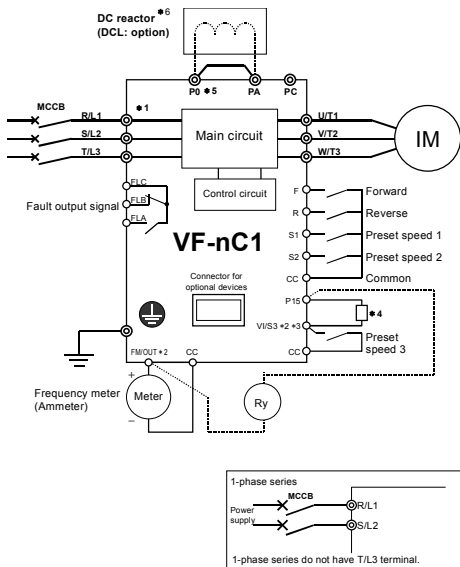 DC reactor *6
(DCL: option)
P0 *5 PA PC
MCCB
R/L1 *1 U/T1
S/L2 V/T2
T/L3 W/T3
Main circuit
IM
Control circuit
FLC
Fault output signal FLB
FLA
F Forward
R Reverse
S1 Preset speed 1
S2 Preset speed 2
CC Common
VF-nC1
Connector for
optional devices
P15
*4
VI/S3 *2 *3
Preset
speed 3
CC
FM/OUT *2 CC
+
Frequency meter
(Ammeter)
Meter
−
Ry
1-phase series
MCCB
Power
supply
R/L1
S/L2
1-phase series do not have T/L3 terminal.